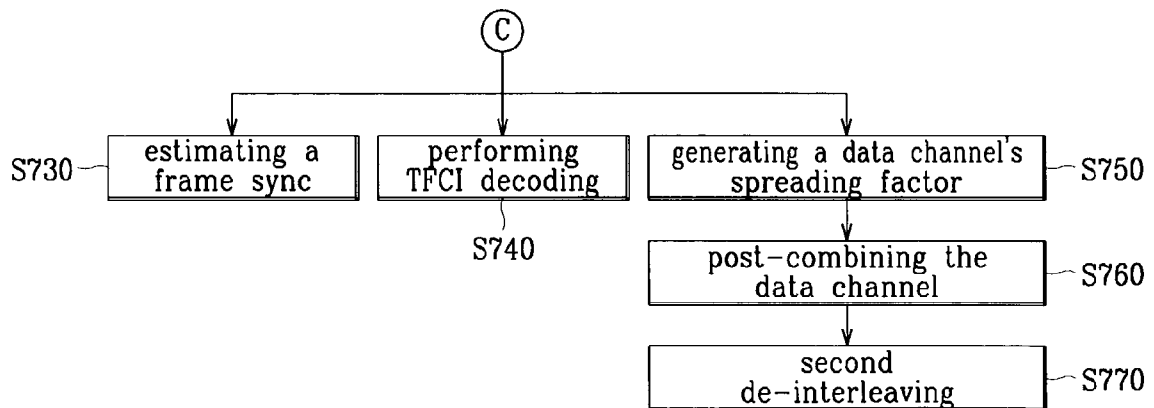 C
S730
estimating a
frame sync
performing
TFCI decoding
S740
generating a data channel's
spreading factor
S750
post-combining the
data channel
S760
second
de-interleaving
S770